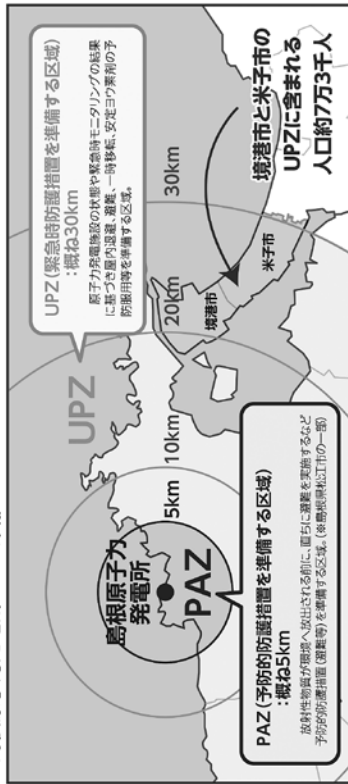 UPZ(緊急時防護措置を準備する区域)
:概ね30km
原子力発電施設の状態や緊急時モニタリングの結果
に基づき屋内退避、避難、一時移転、安定ヨウ素剤の予
防服用等を準備する区域。
UPZ
30km
20km
10km
5km
島根原子力
発電所
PAZ
境港市
米子市
境港市と米子市の
UPZに含まれる
人口約7万3千人
PAZ(予防的防護措置を準備する区域)
:概ね5km
放射性物質が環境へ放出される前に、直ちに避難を実施するなど
予防的防護措置(避難等)を準備する区域。(※島根県松江市の一部)